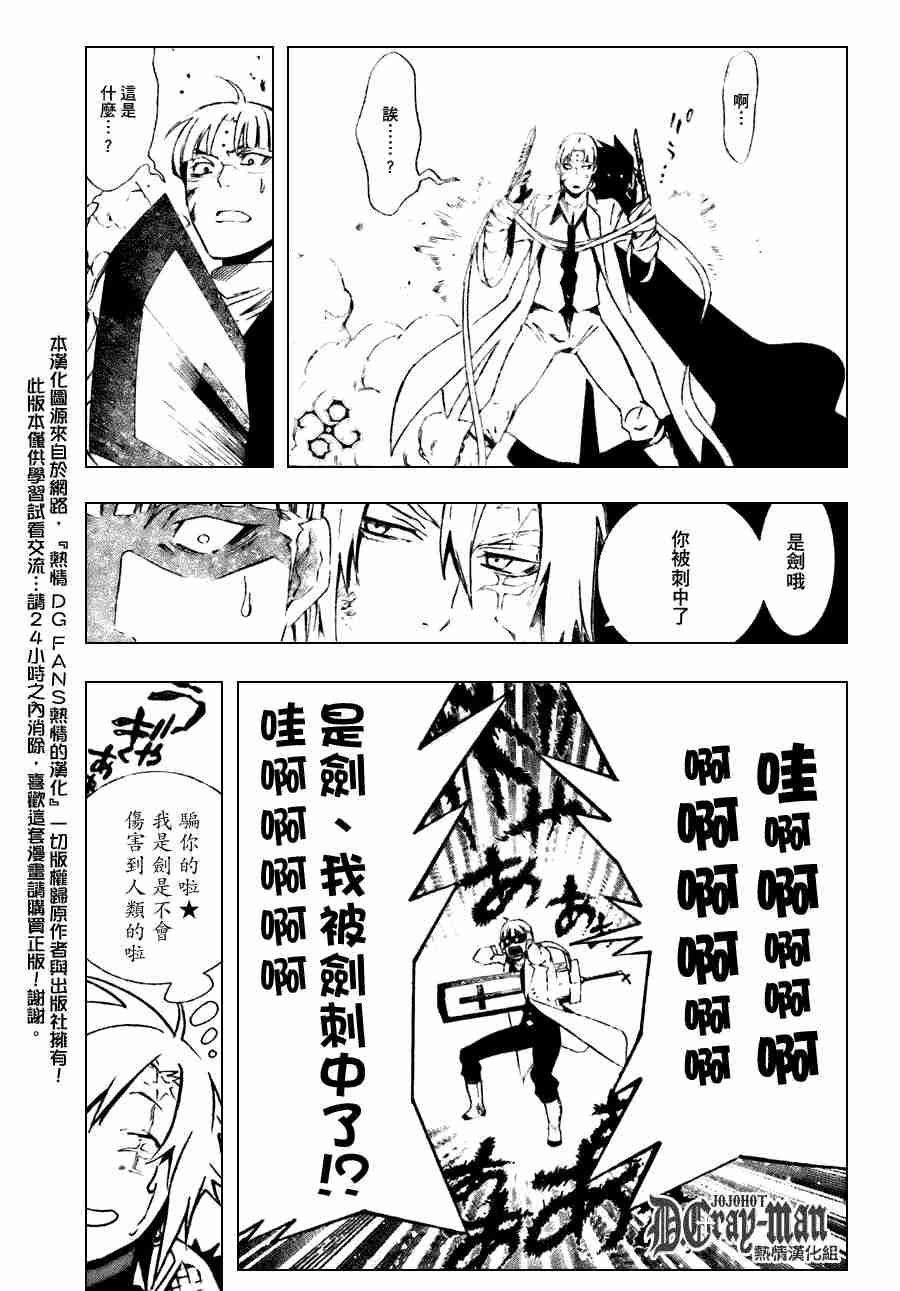 啊…
誒
……?
這是
什麼…?
是劍哦
你被刺中了
哇啊啊啊啊啊
啊啊啊啊啊啊
是劍、我被劍刺中了!?
哇啊啊啊啊啊
ああ
あああ
騙你的啦★
我是劍是不會
傷害到人類的啦
JOJOHOT
D.Gray-man
熱情漢化組
本漢化圖源來自於網路，『熱情DG FANS熱情的漢化』一切版權歸原作者與出版社擁有！
此版本僅供學習試看交流…請24小時之內消除，喜歡這套漫畫請購買正版！謝謝。